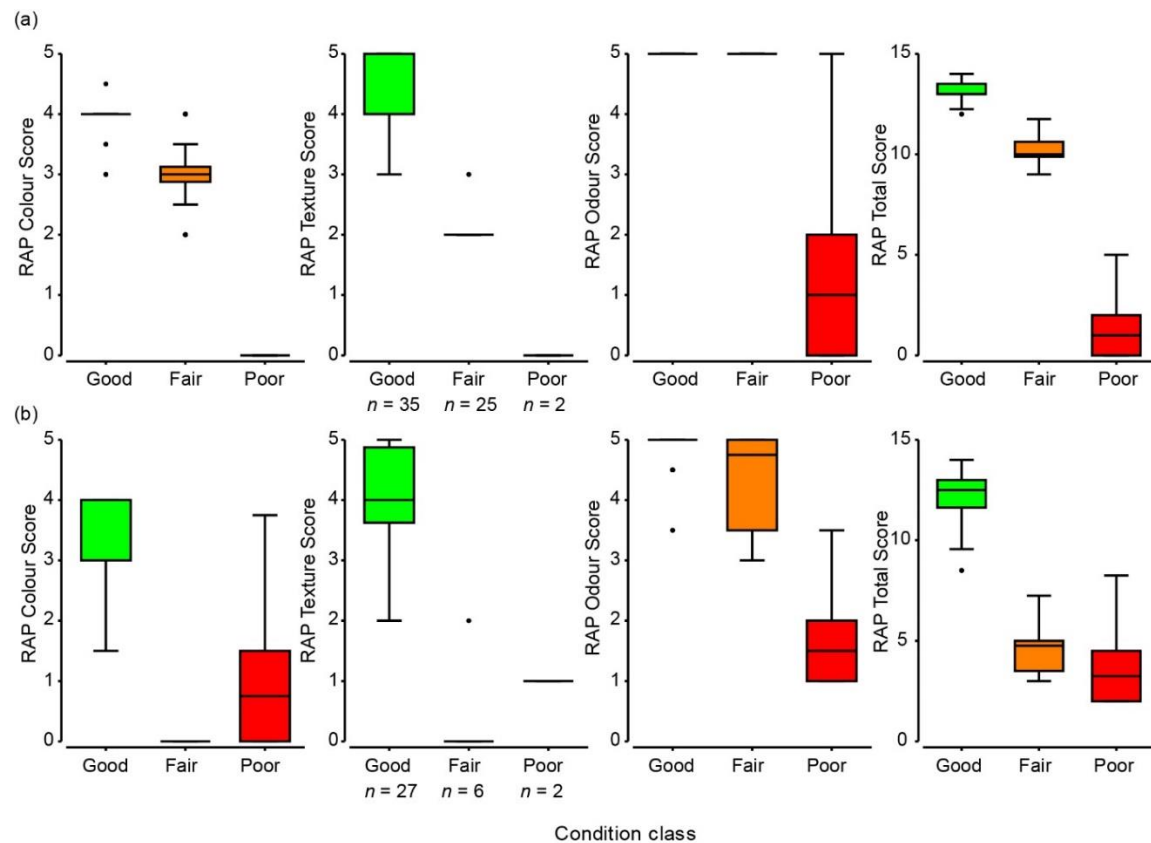 (a)
RAP Colour Score
5
4
3
2
1
0
Good Fair Poor
RAP Texture Score
5
4
3
2
1
0
Good Fair Poor
n = 35 n = 25 n = 2
RAP Odour Score
5
4
3
2
1
0
Good Fair Poor
RAP Total Score
15
10
5
0
Good Fair Poor
(b)
RAP Colour Score
5
4
3
2
1
0
Good Fair Poor
RAP Texture Score
5
4
3
2
1
0
Good Fair Poor
n = 27 n = 6 n = 2
RAP Odour Score
5
4
3
2
1
0
Good Fair Poor
RAP Total Score
15
10
5
0
Good Fair Poor
Condition class